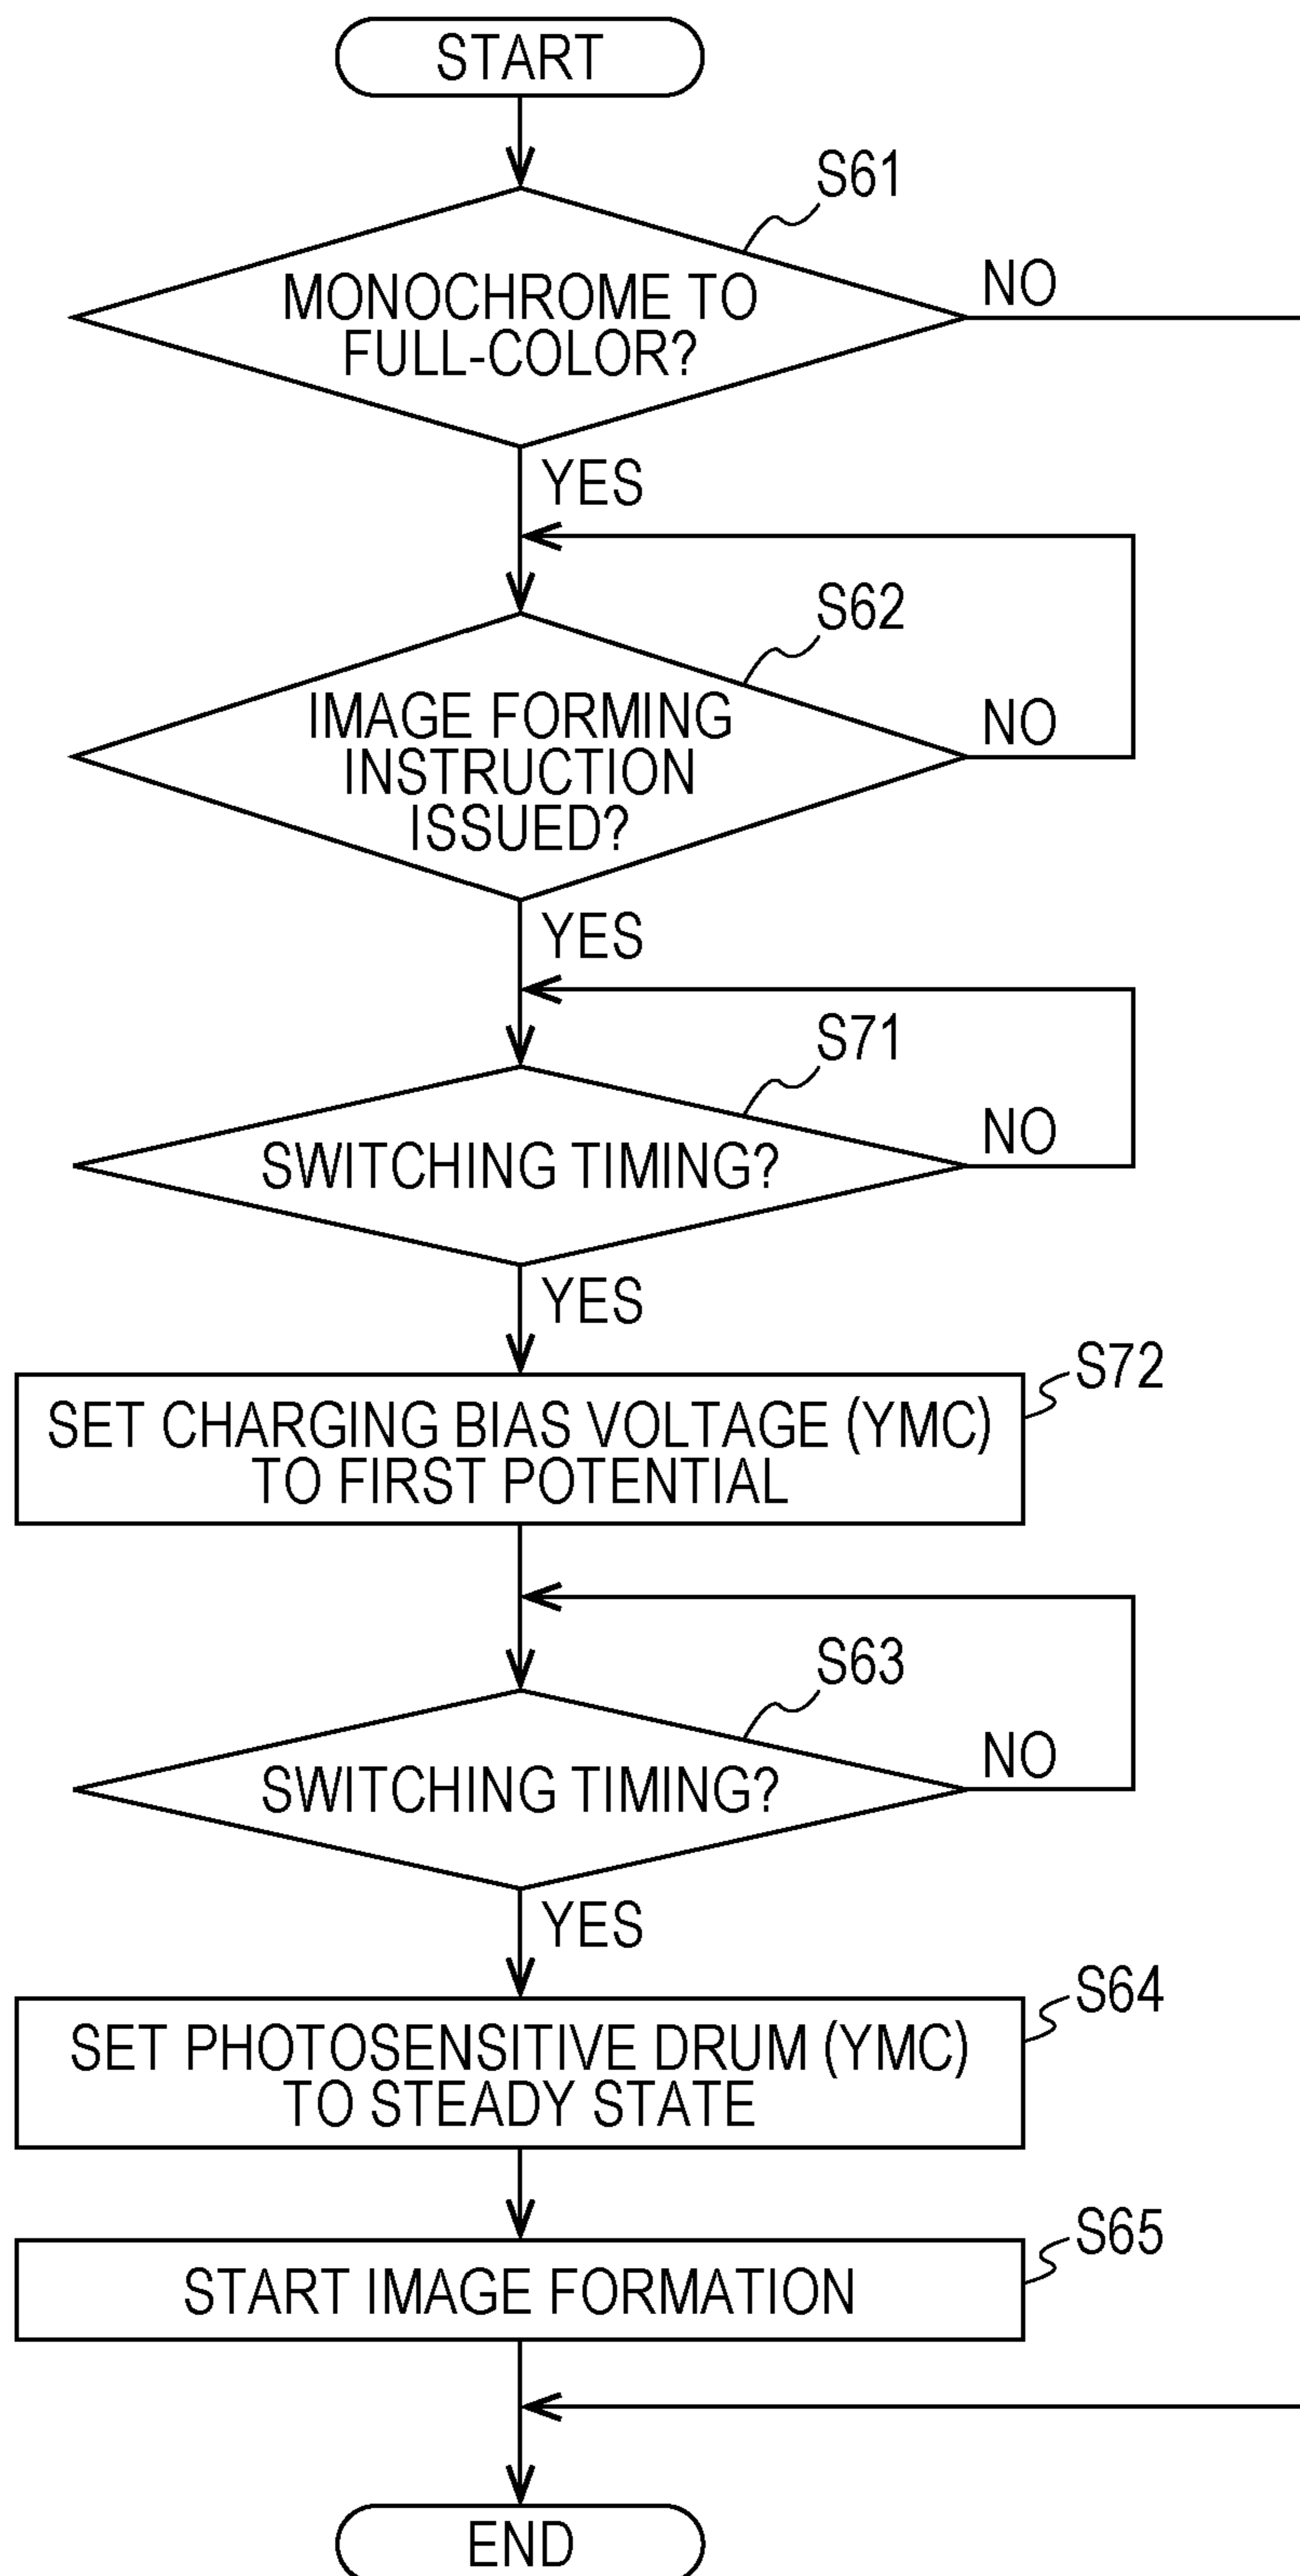 START
S61
MONOCHROME TO
FULL-COLOR?
NO
YES
S62
IMAGE FORMING
INSTRUCTION
ISSUED?
NO
YES
S71
SWITCHING TIMING?
NO
YES
S72
SET CHARGING BIAS VOLTAGE (YMC)
TO FIRST POTENTIAL
S63
SWITCHING TIMING?
NO
YES
S64
SET PHOTOSENSITIVE DRUM (YMC)
TO STEADY STATE
S65
START IMAGE FORMATION
END